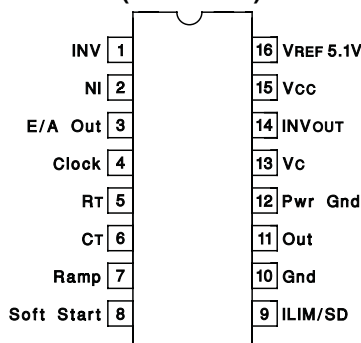 INV 1 16 VREF 5.1V
NI 2 15 VCC
E/A Out 3 14 INVOUT
Clock 4 13 VC
RT 5 12 Pwr Gnd
CT 6 11 Out
Ramp 7 10 Gnd
Soft Start 8 9 ILIM/SD